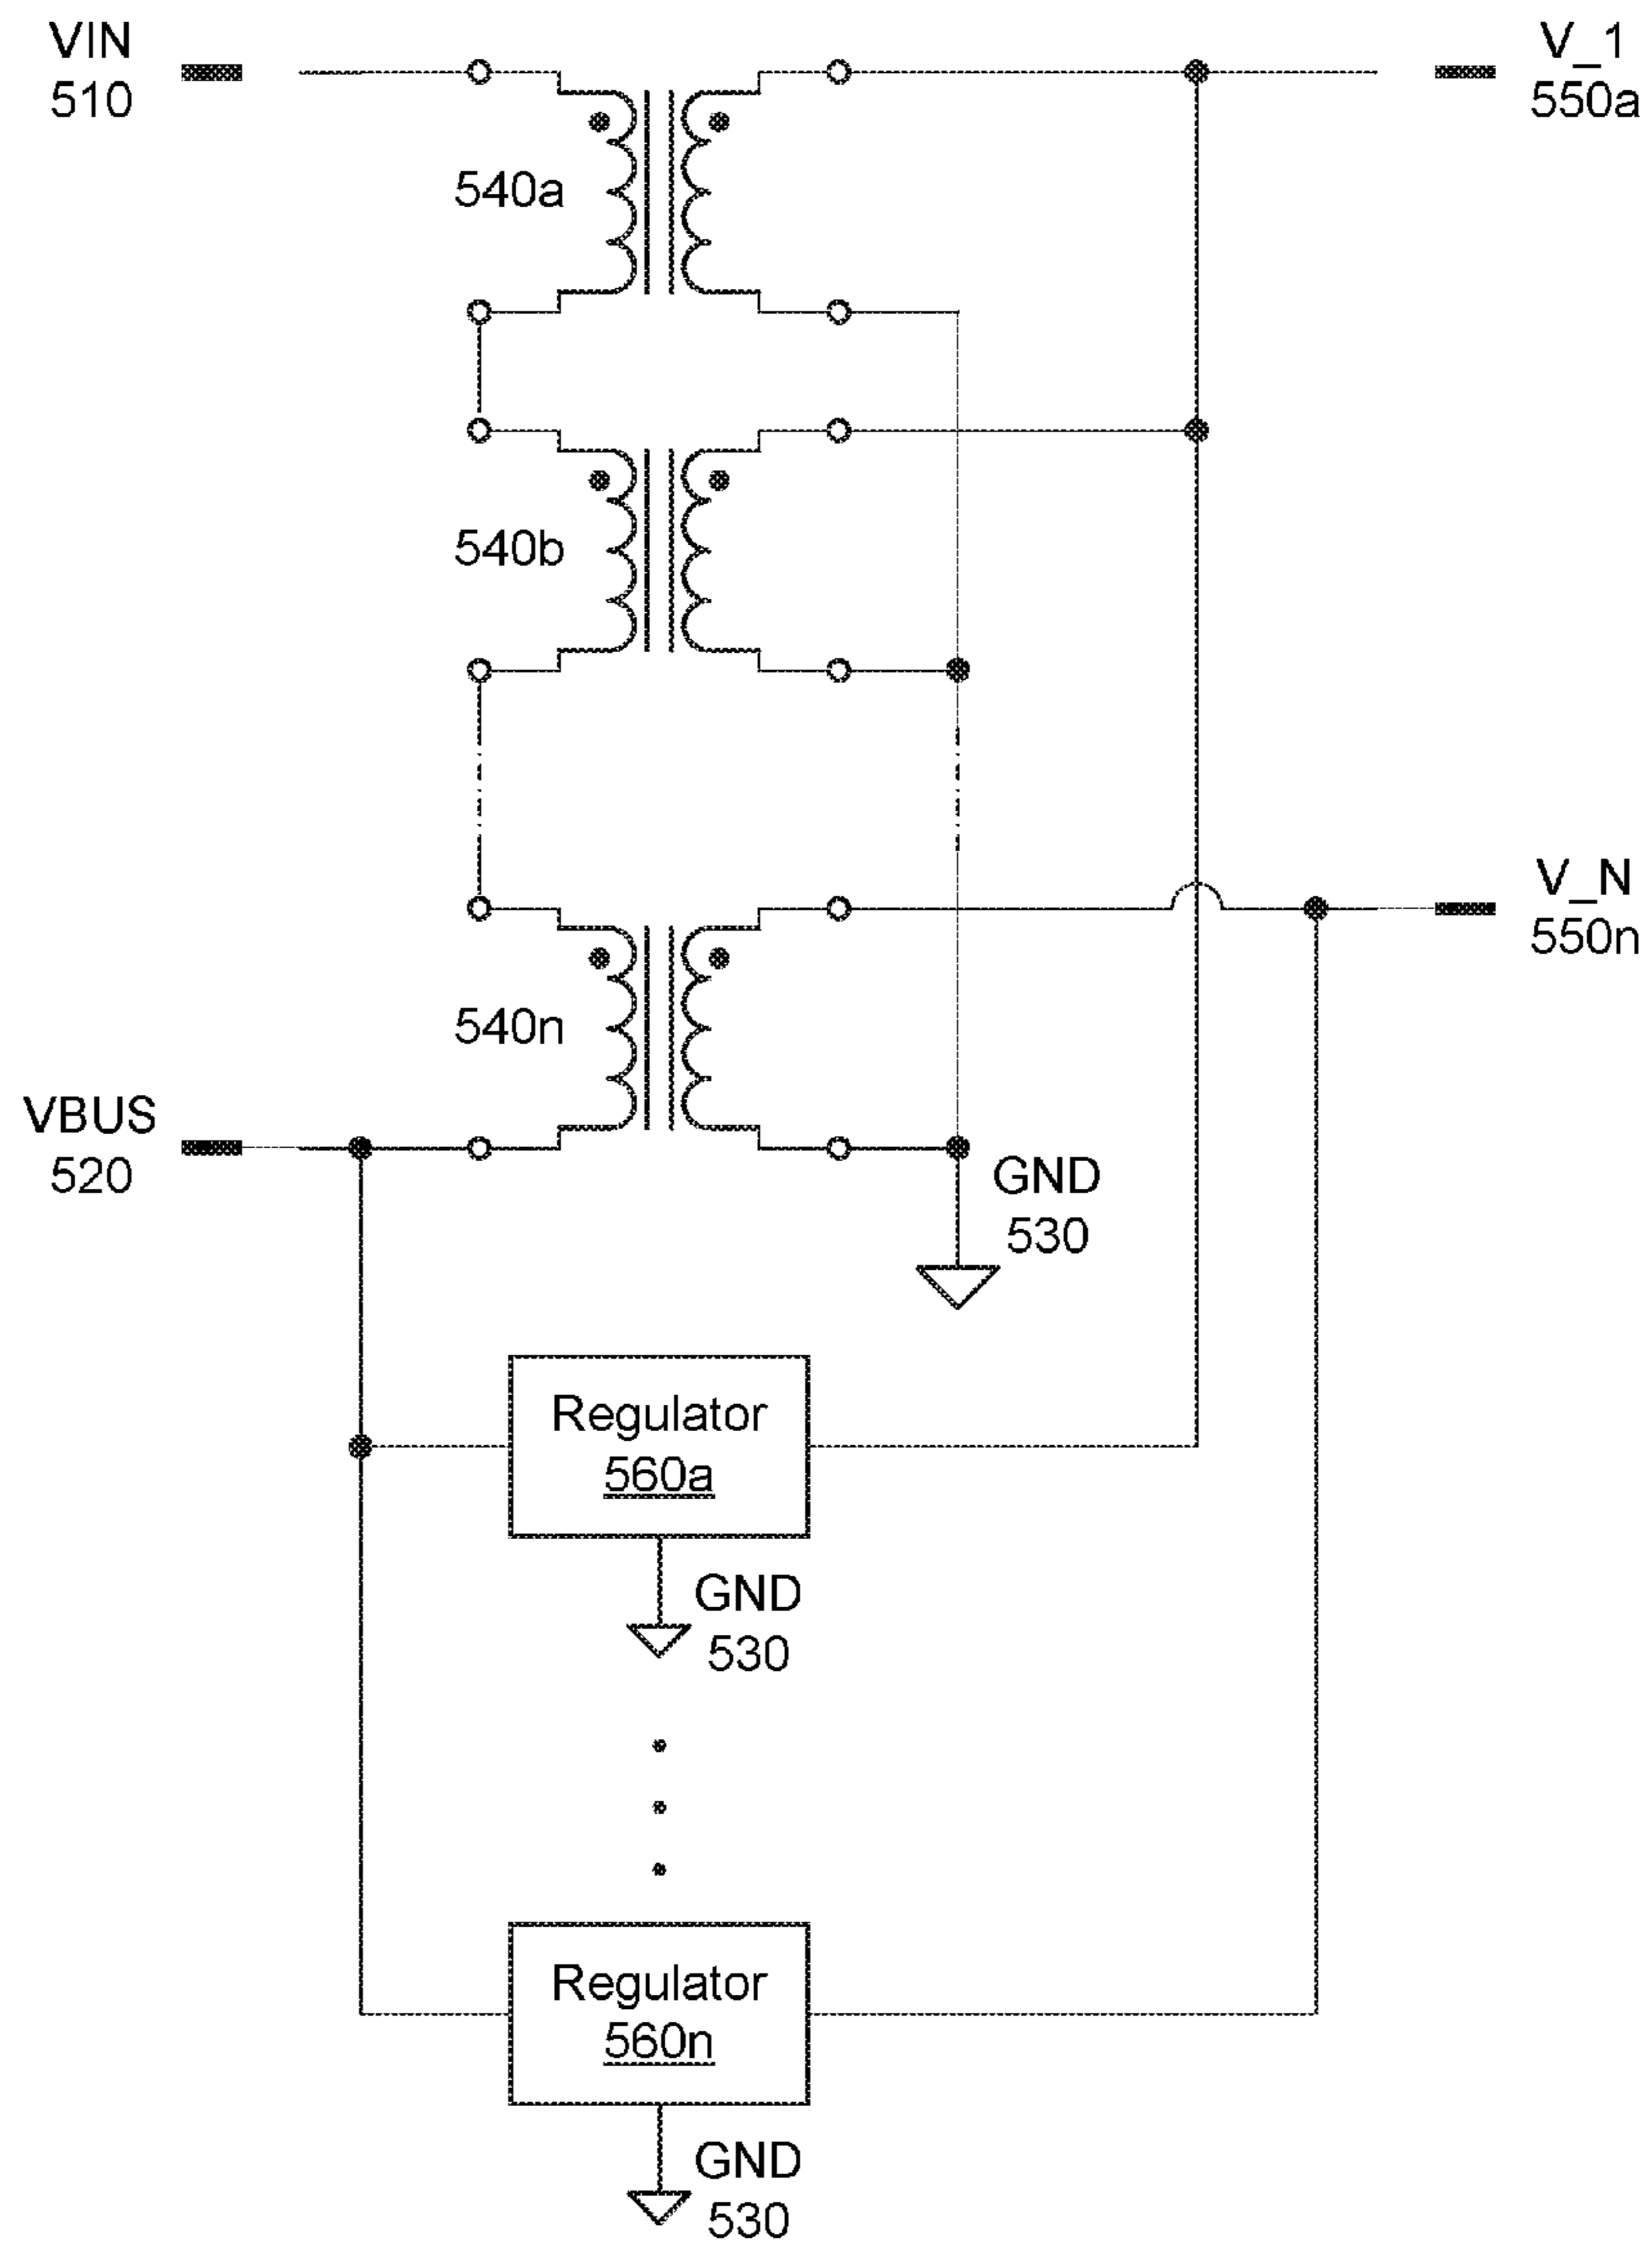 VIN
510
V_1
550a
540a
540b
V_N
550n
540n
VBUS
520
GND
530
Regulator
560a
GND
530
Regulator
560n
GND
530